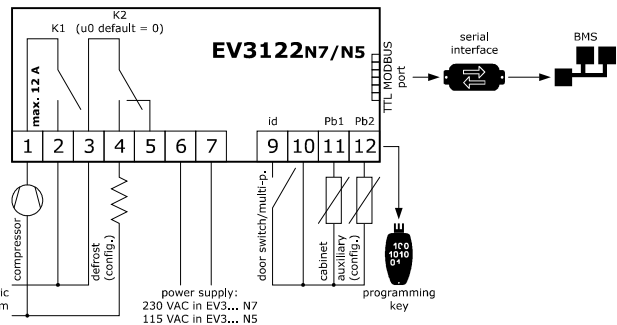 K2
K1 (u0 default = 0)
EV3122N7/N5
max. 12 A
TTL MODBUS
port
serial
interface
BMS
id Pb1 Pb2
1 2 3 4 5 6 7 9 10 11 12
compressor
defrost
(config.)
door switch/multi-p.
cabinet
auxiliary
(config.)
100
1010
01
programming
key
power supply:
230 VAC in EV3... N7
115 VAC in EV3... N5